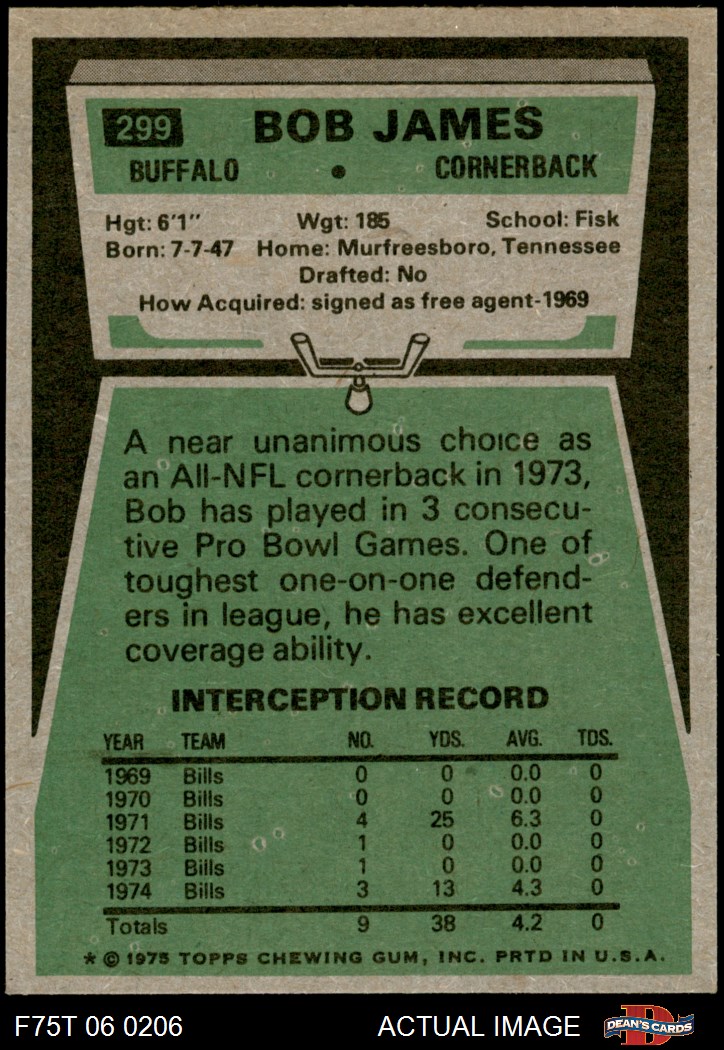 299 BOB JAMES
BUFFALO • CORNERBACK
Hgt: 6'1" Wgt: 185 School: Fisk
Born: 7-7-47 Home: Murfreesboro, Tennessee
Drafted: No
How Acquired: signed as free agent-1969
A near unanimous choice as
an All-NFL cornerback in 1973,
Bob has played in 3 consecu-
tive Pro Bowl Games. One of
toughest one-on-one defend-
ers in league, he has excellent
coverage ability.
INTERCEPTION RECORD
YEAR TEAM NO. YDS. AVG. TDS.
1969 Bills 0 0 0.0 0
1970 Bills 0 0 0.0 0
1971 Bills 4 25 6.3 0
1972 Bills 1 0 0.0 0
1973 Bills 1 0 0.0 0
1974 Bills 3 13 4.3 0
Totals 9 38 4.2 0
* © 1975 TOPPS CHEWING GUM, INC. PRTD IN U.S.A.
F75T 06 0206 ACTUAL IMAGE D DEAN'S CARDS